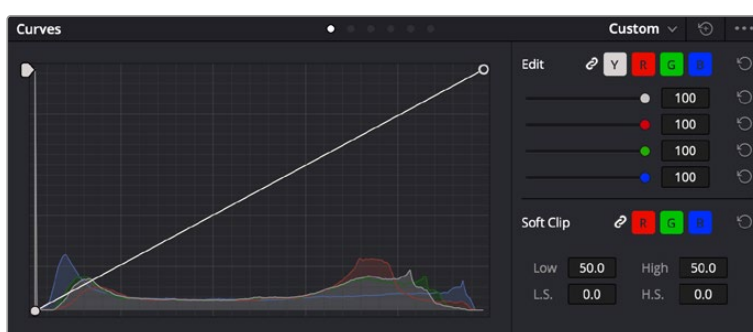 Curves Custom
Edit Y R G B
100
100
100
100
Soft Clip R G B
Low 50.0 High 50.0
L.S. 0.0 H.S. 0.0